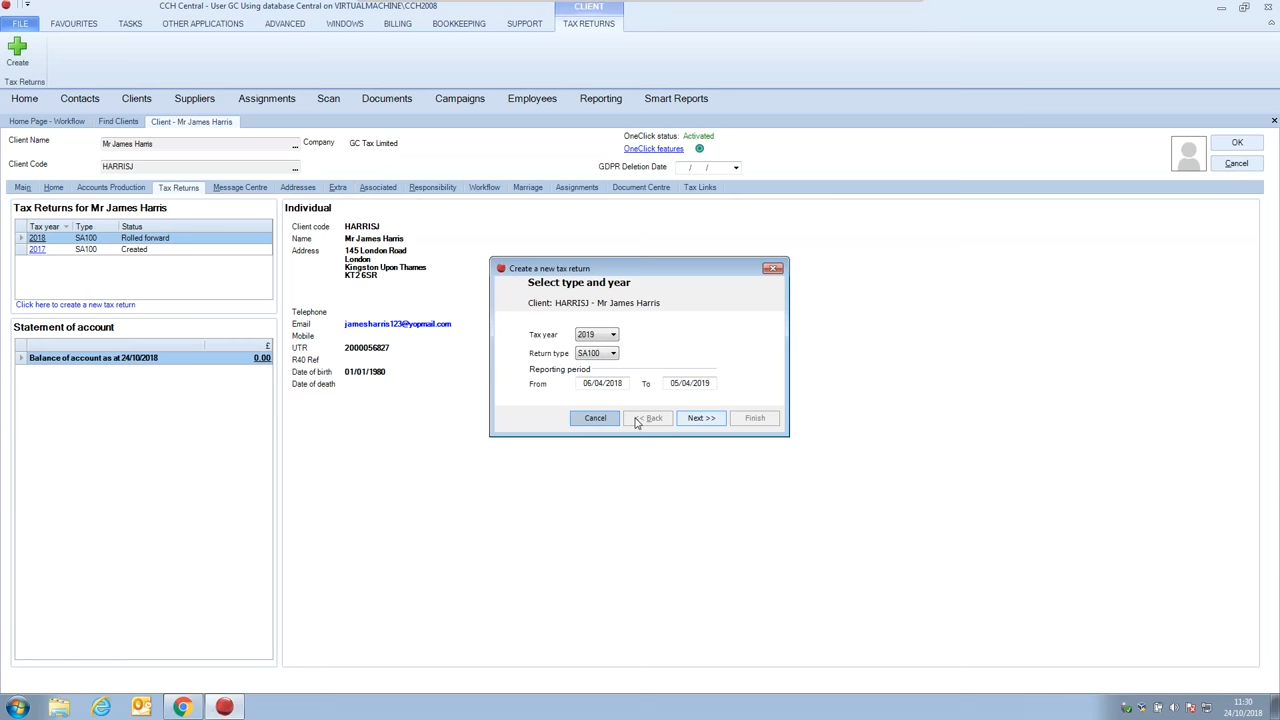 CCH Central - User GC Using database Central on VIRTUALMACHINE\CCH2008
CLIENT
FILE FAVOURITES TASKS OTHER APPLICATIONS ADVANCED WINDOWS BILLING BOOKKEEPING SUPPORT TAX RETURNS
Create
Tax Returns
Home Contacts Clients Suppliers Assignments Scan Documents Campaigns Employees Reporting Smart Reports
Home Page - Workflow Find Clients Client - Mr James Harris
Client Name Mr James Harris ... Company GC Tax Limited
OneClick status: Activated
OneClick features
OK
Client Code HARRISJ ...
GDPR Deletion Date / /
Cancel
Main Home Accounts Production Tax Returns Message Centre Addresses Extra Associated Responsibility Workflow Marriage Assignments Document Centre Tax Links
Tax Returns for Mr James Harris
Tax year Type Status
2018 SA100 Rolled forward
2017 SA100 Created
Click here to create a new tax return
Statement of account
£
Balance of account as at 24/10/2018 0.00
Individual
Client code HARRISJ
Name Mr James Harris
Address 145 London Road
London
Kingston Upon Thames
KT2 6SR
Telephone
Email jamesharris123@yopmail.com
Mobile
UTR 2000056827
R40 Ref
Date of birth 01/01/1980
Date of death
Create a new tax return
Select type and year
Client: HARRISJ - Mr James Harris
Tax year 2019
Return type SA100
Reporting period
From 06/04/2018 To 05/04/2019
Cancel << Back Next >> Finish
11:30
24/10/2018